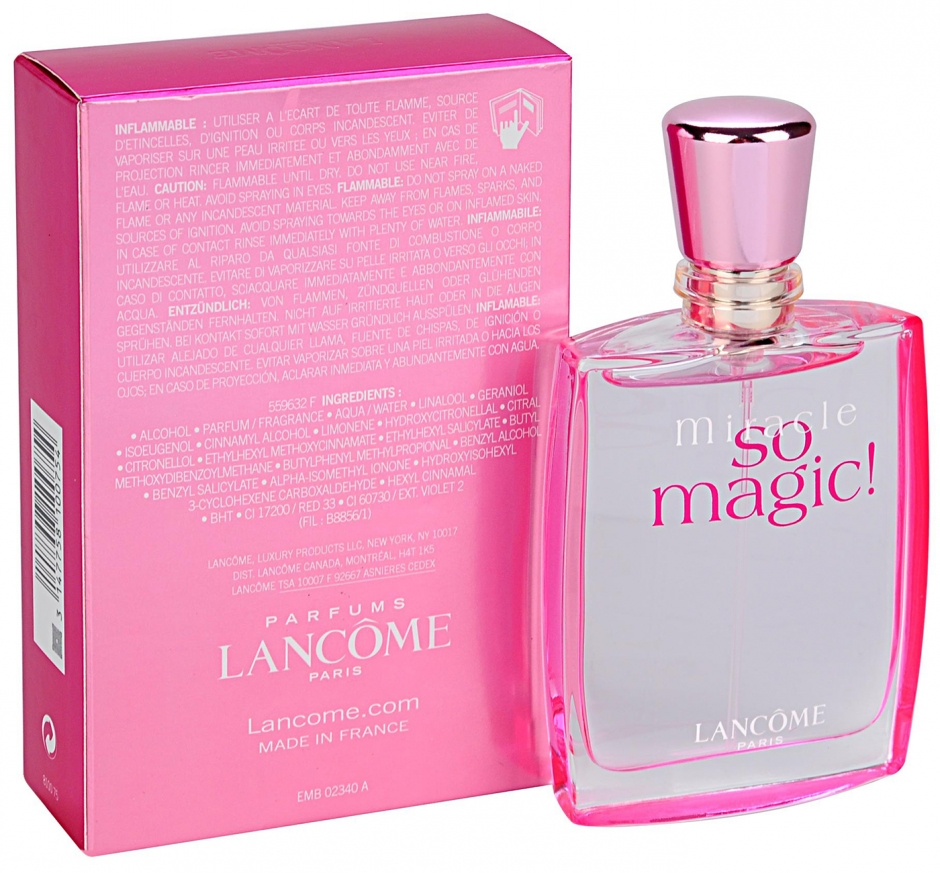 INFLAMMABLE : UTILISER A L'ECART DE TOUTE FLAMME, SOURCE
D'ETINCELLES, D'IGNITION OU CORPS INCANDESCENT. EVITER DE
VAPORISER SUR UNE PEAU IRRITEE OU VERS LES YEUX ; EN CAS DE
PROJECTION RINCER IMMEDIATEMENT ET ABONDAMMENT AVEC DE
L'EAU. CAUTION: FLAMMABLE UNTIL DRY. DO NOT USE NEAR FIRE,
FLAME OR HEAT. AVOID SPRAYING IN EYES. FLAMMABLE: DO NOT SPRAY ON A NAKED
FLAME OR ANY INCANDESCENT MATERIAL. KEEP AWAY FROM FLAMES, SPARKS, AND
SOURCES OF IGNITION. AVOID SPRAYING TOWARDS THE EYES OR ON INFLAMED SKIN.
IN CASE OF CONTACT RINSE IMMEDIATELY WITH PLENTY OF WATER. INFIAMMABILE:
UTILIZZARE AL RIPARO DA QUALSIASI FONTE DI COMBUSTIONE O CORPO
INCANDESCENTE. EVITARE DI VAPORIZZARE SU PELLE IRRITATA O VERSO GLI OCCHI; IN
CASO DI CONTATTO, SCIACQUARE IMMEDIATAMENTE E ABBONDANTEMENTE CON
ACQUA. ENTZÜNDLICH: VON FLAMMEN, ZÜNDQUELLEN ODER GLÜHENDEN
GEGENSTÄNDEN FERNHALTEN. NICHT AUF IRRITIERTE HAUT ODER IN DIE AUGEN
SPRÜHEN. BEI KONTAKT SOFORT MIT WASSER GRÜNDLICH AUSSPÜLEN. INFLAMABLE:
UTILIZAR ALEJADO DE CUALQUIER LLAMA, FUENTE DE CHISPAS, DE IGNICIÓN O
CUERPO INCANDESCENTE. EVITAR VAPORIZAR SOBRE UNA PIEL IRRITADA O HACIA LOS
OJOS; EN CASO DE PROYECCIÓN, ACLARAR INMEDIATA Y ABUNDANTEMENTE CON AGUA.
559632 F INGREDIENTS :
• ALCOHOL • PARFUM / FRAGRANCE • AQUA / WATER • LINALOOL • GERANIOL
• ISOEUGENOL • CINNAMYL ALCOHOL • LIMONENE • HYDROXYCITRONELLAL • CITRAL
• CITRONELLOL • ETHYLHEXYL METHOXYCINNAMATE • ETHYLHEXYL SALICYLATE • BUTYL
METHOXYDIBENZOYLMETHANE • BUTYLPHENYL METHYLPROPIONAL • BENZYL ALCOHOL
• BENZYL SALICYLATE • ALPHA-ISOMETHYL IONONE • HYDROXYISOHEXYL
3-CYCLOHEXENE CARBOXALDEHYDE • HEXYL CINNAMAL
• BHT • CI 17200 / RED 33 • CI 60730 / EXT. VIOLET 2
(FIL : B8856/1)
LANCÔME, LUXURY PRODUCTS LLC, NEW YORK, NY 10017
DIST. LANCÔME CANADA, MONTRÉAL, H4T 1K5
LANCÔME TSA 10007 F 92667 ASNIERES CEDEX
PARFUMS
LANCÔME
PARIS
Lancome.com
MADE IN FRANCE
EMB 02340 A
3 147758 100754
8100 75
miracle
so
magic!
LANCÔME
PARIS